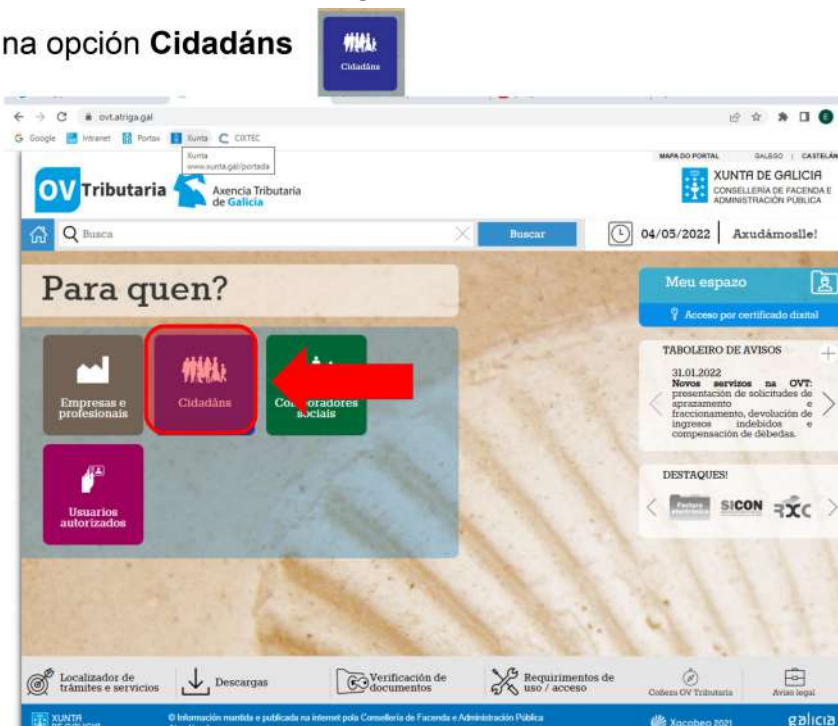 na opción Cidadáns
Cidadáns
ovt.atriga.gal
Google Intranet Portax Xunta CIXTEC
Xunta
www.xunta.gal/portada
MAPA DO PORTAL GALEGO | CASTELÁN
OV Tributaria Axencia Tributaria
de Galicia
XUNTA DE GALICIA
CONSELLERÍA DE FACENDA E
ADMINISTRACIÓN PÚBLICA
Busca Buscar 04/05/2022 Axudámoslle!
Para quen?
Meu espazo
Acceso por certificado dixital
Empresas e
profesionais
Cidadáns
sociais
Usuarios
autorizados
TABOLEIRO DE AVISOS
31.01.2022
Novos servizos na OVT:
presentación de solicitudes de
aprazamento e
fraccionamento, devolución de
ingresos indebidos e
compensación de débedas.
DESTAQUES!
Factura
electrónica
SICON
Localizador de
trámites e servicios
Descargas
Verificación de
documentos
Requirimentos de
uso / acceso
Coñeza OV Tributaria
Aviso legal
XUNTA
© Información mantida e publicada na internet pola Consellería de Facenda e Administración Pública
Xacobeo 2021
galicia